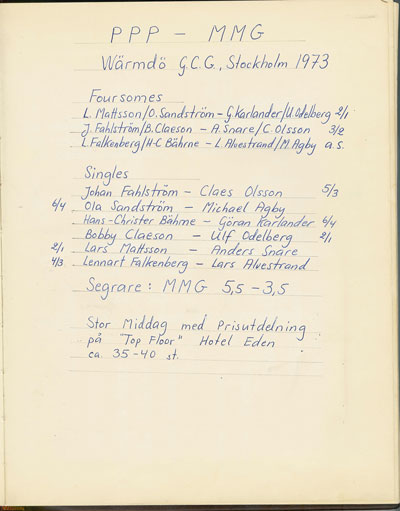 PPP - MMG
Wärmdö G.C.G., Stockholm 1973
Foursomes
L. Mattsson/O. Sandström - G. Karlander/U. Odelberg 2/1
J. Fahlström/B. Claeson - A. Snare/C. Olsson 3/2
L. Falkenberg/H-C Bährne - L. Alvestrand/M. Agby a.s.
Singles
Johan Fahlström - Claes Olsson 5/3
6/4 Ola Sandström - Michael Agby
Hans-Christer Bährne - Göran Karlander 6/4
Bobby Claeson - Ulf Odelberg 2/1
2/1 Lars Mattsson - Anders Snare
4/3 Lennart Falkenberg - Lars Alvestrand
Segrare: MMG 5,5 - 3,5
Stor Middag med Prisutdelning
på "Top Floor" Hotel Eden
ca. 35-40 st.